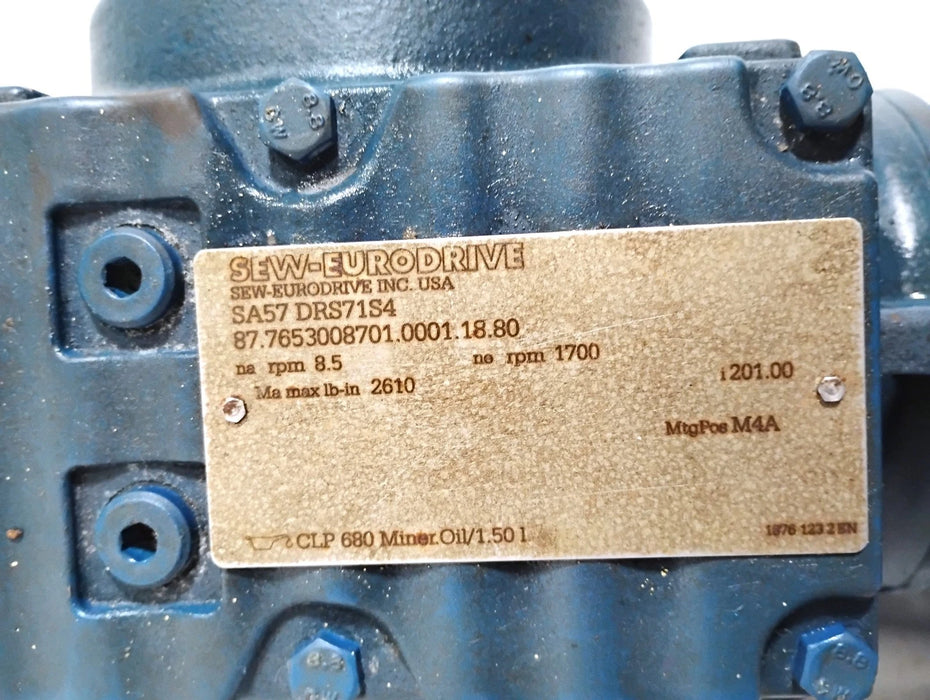 8.8
8.8
SEW-EURODRIVE
SEW-EURODRIVE INC. USA
SA57 DRS71S4
87.7653008701.0001.18.80
na rpm 8.5 ne rpm 1700
i 201.00
Ma max lb-in 2610
MtgPos M4A
CLP 680 Miner.Oil/1.50 l
1876 123 2 EN
8.8
8.8